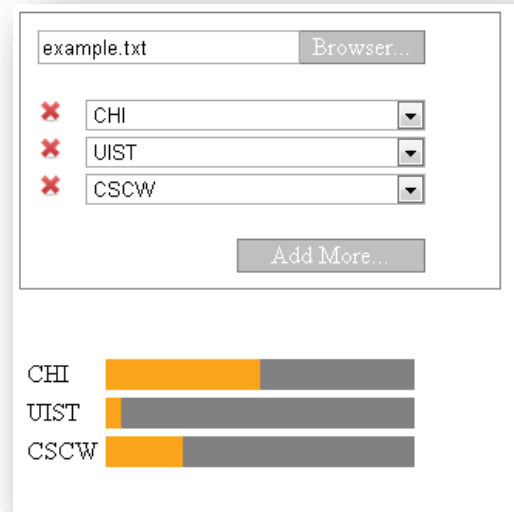 example.txt Browser...
CHI
UIST
CSCW
Add More...
CHI
UIST
CSCW